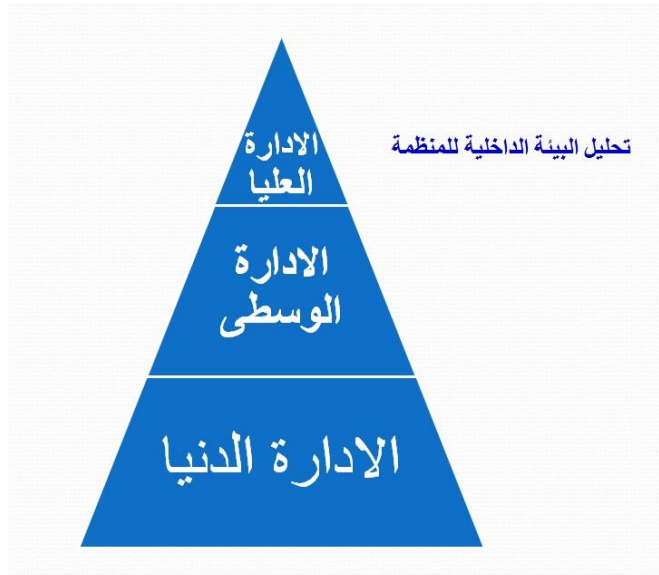 تحليل البيئة الداخلية للمنظمة
الادارة
العليا
الادارة
الوسطى
الادارة الدنيا